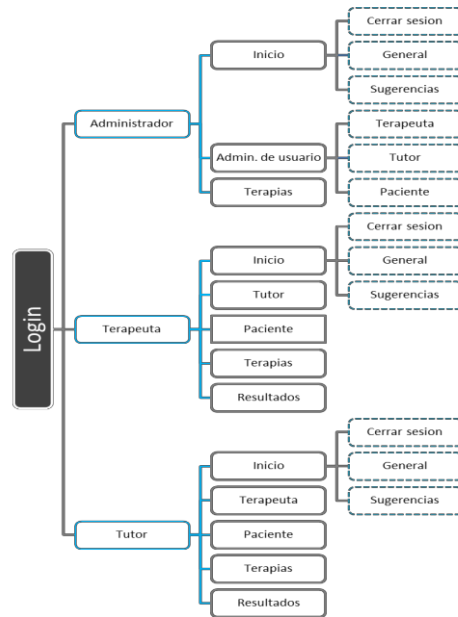 Login
Administrador
Inicio
Cerrar sesion
General
Sugerencias
Admin. de usuario
Terapeuta
Tutor
Paciente
Terapias
Terapeuta
Inicio
Cerrar sesion
General
Sugerencias
Tutor
Paciente
Terapias
Resultados
Tutor
Inicio
Cerrar sesion
General
Sugerencias
Terapeuta
Paciente
Terapias
Resultados